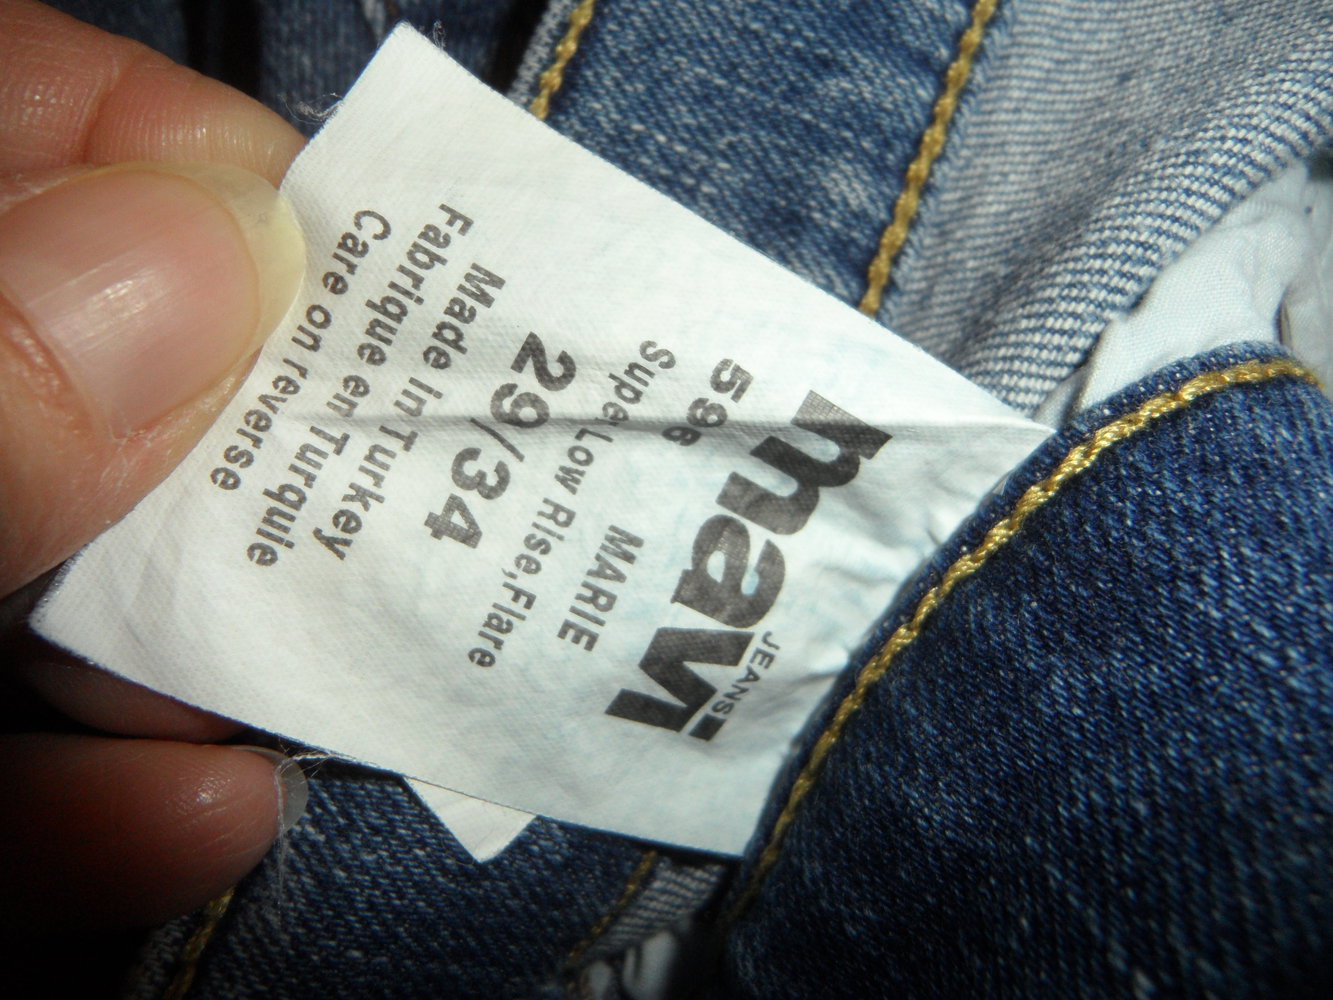 mavi
JEANS
596 MARIE
Super Low Rise,Flare
29/34
Made in Turkey
Fabrique en Turquie
Care on reverse